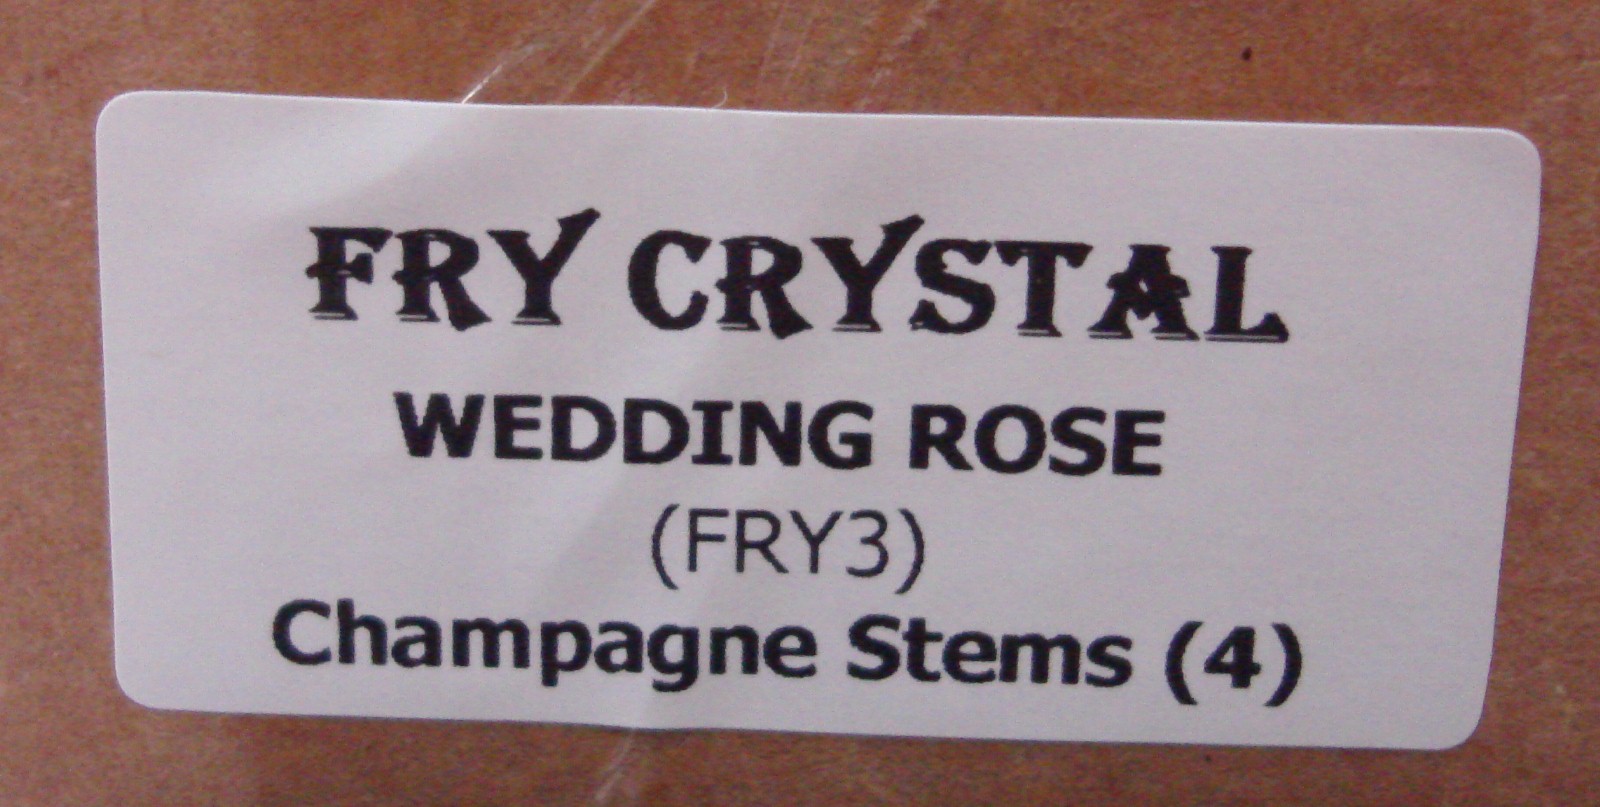 FRY CRYSTAL
WEDDING ROSE
(FRY3)
Champagne Stems (4)